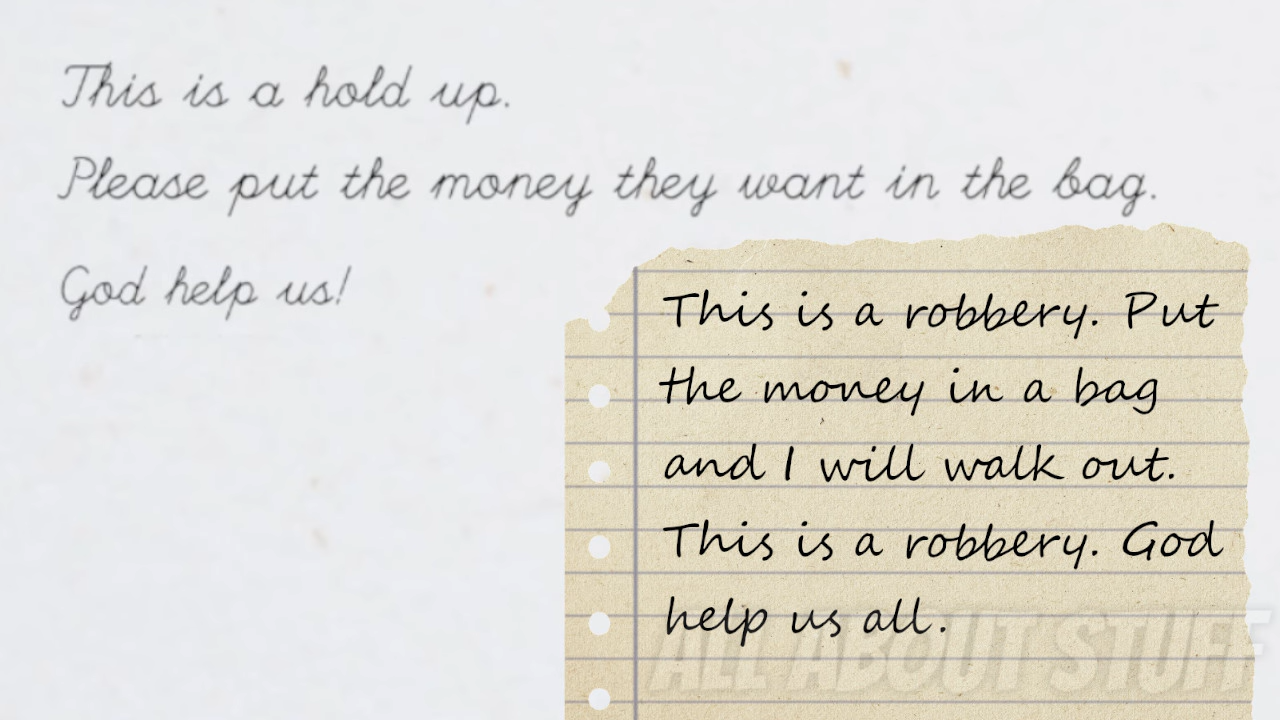 This is a hold up.
Please put the money they want in the bag.
God help us!
This is a robbery. Put
the money in a bag
and I will walk out.
This is a robbery. God
help us all.
ALL ABOUT STUFF